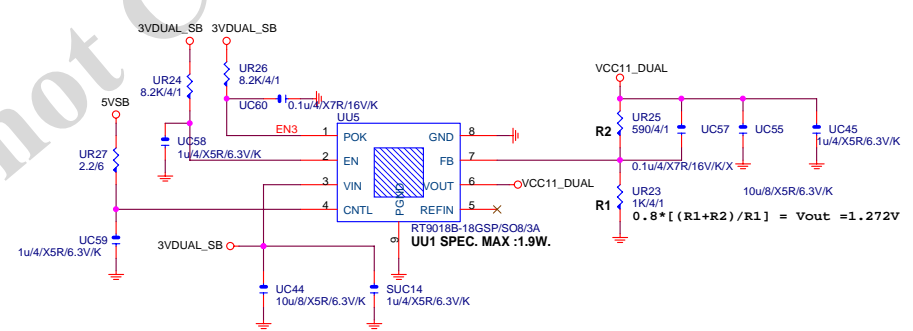 not C
3VDUAL_SB
3VDUAL_SB
UR24
8.2K/4/1
UR26
8.2K/4/1
5VSB
UC60
0.1u/4/X7R/16V/K
UU5
UR27
2.2/6
UC58
1u/4/X5R/6.3V/K
EN3
1
POK
GND
8
2
EN
FB
7
3
VIN
VOUT
6
VCC11_DUAL
4
CNTL
REFIN
5
PGND
9
RT9018B-18GSP/SO8/3A
UU1 SPEC. MAX :1.9W.
UC59
1u/4/X5R/6.3V/K
3VDUAL_SB
UC44
10u/8/X5R/6.3V/K
SUC14
1u/4/X5R/6.3V/K
VCC11_DUAL
R2
UR25
590/4/1
UC57
0.1u/4/X7R/16V/K/X
UC55
10u/8/X5R/6.3V/K
UC45
1u/4/X5R/6.3V/K
R1
UR23
1K/4/1
0.8*[(R1+R2)/R1] = Vout =1.272V